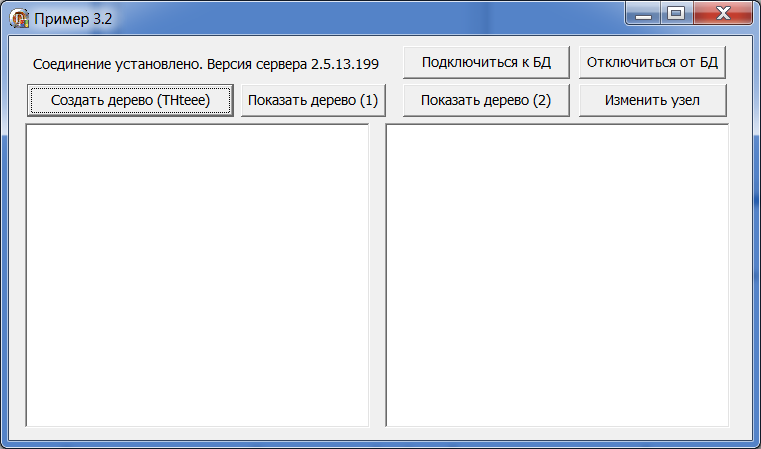 Пример 3.2
Соединение установлено. Версия сервера 2.5.13.199
Подключиться к БД
Отключиться от БД
Создать дерево (THteee)
Показать дерево (1)
Показать дерево (2)
Изменить узел